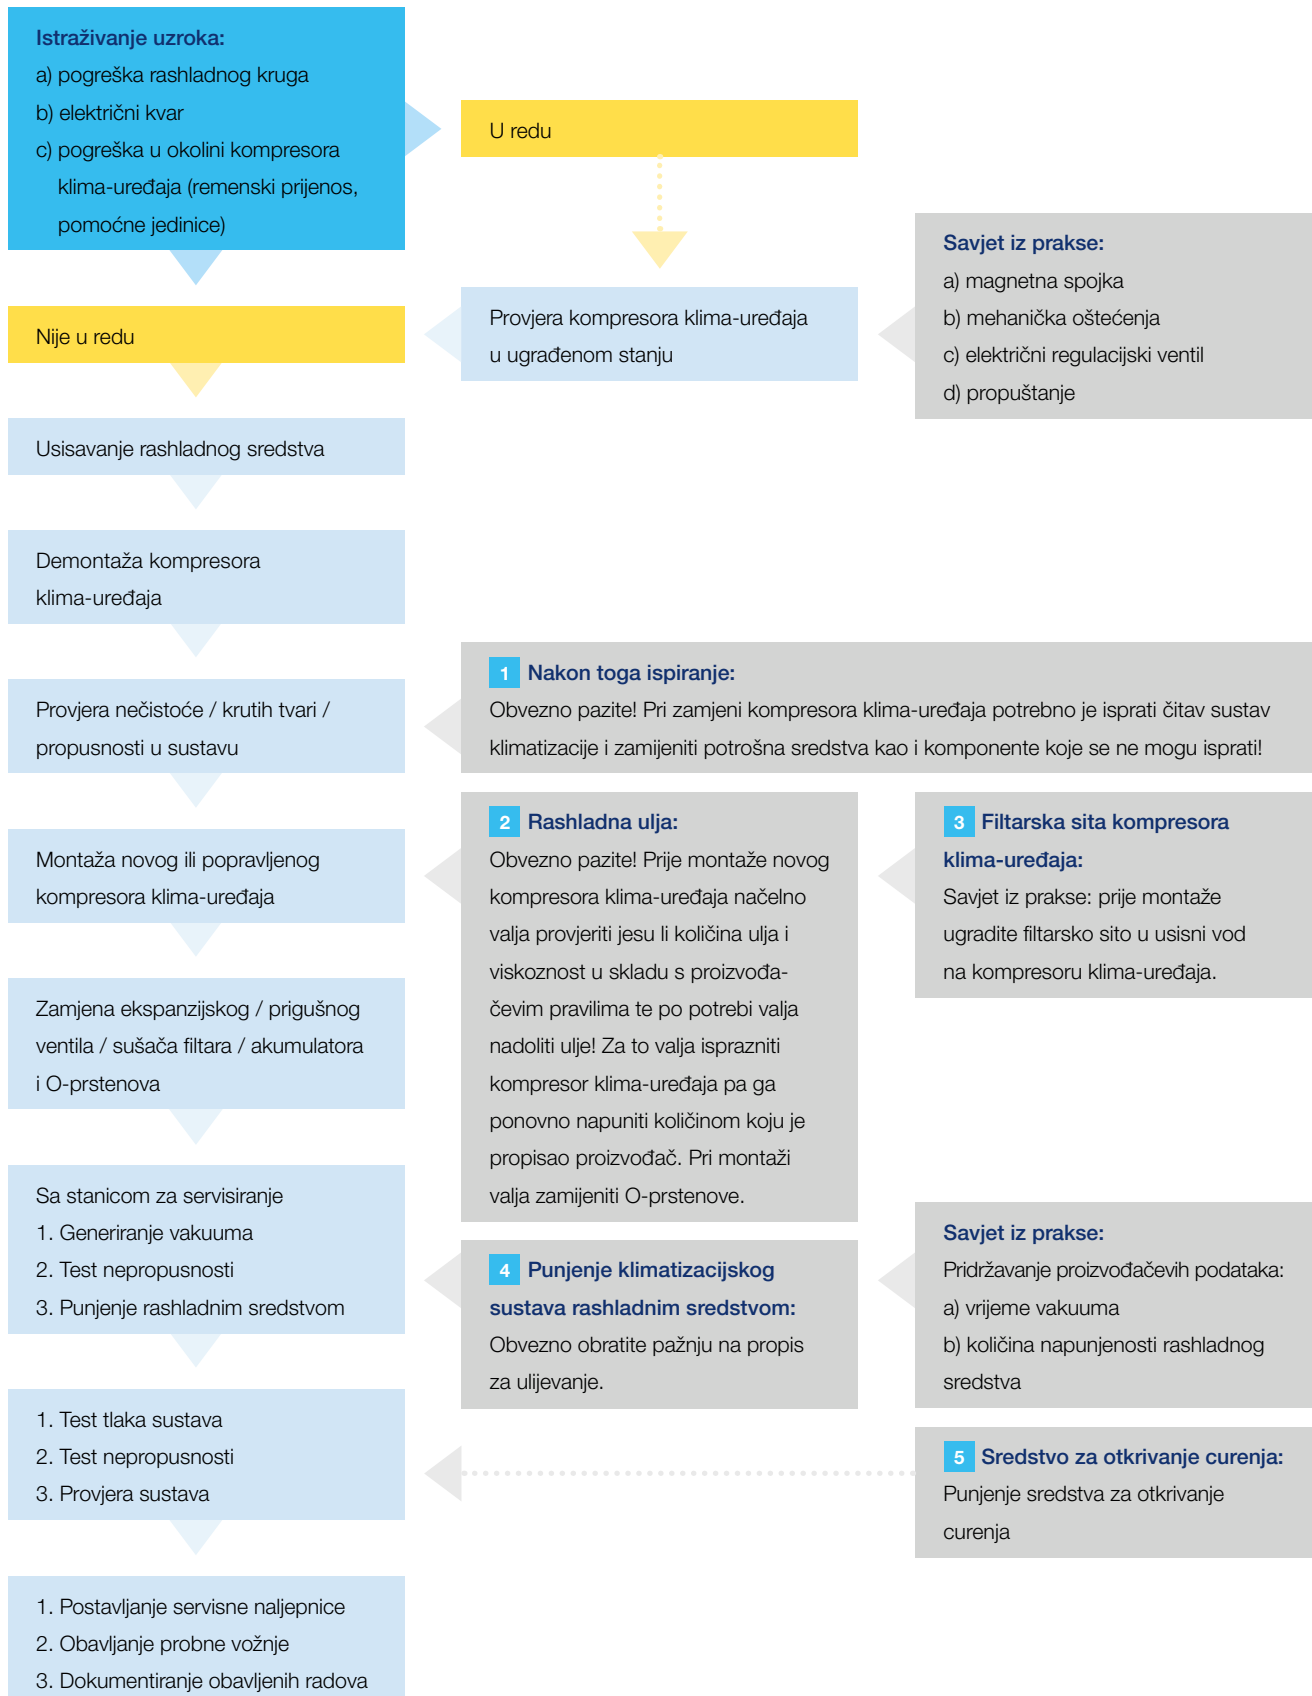 Istraživanje uzroka:
a) pogreška rashladnog kruga
b) električni kvar
c) pogreška u okolini kompresora
klima-uređaja (remenski prijenos,
pomoćne jedinice)
U redu
Savjet iz prakse:
a) magnetna spojka
b) mehanička oštećenja
c) električni regulacijski ventil
d) propuštanje
Provjera kompresora klima-uređaja
u ugrađenom stanju
Nije u redu
Usisavanje rashladnog sredstva
Demontaža kompresora
klima-uređaja
1 Nakon toga ispiranje:
Obvezno pazite! Pri zamjeni kompresora klima-uređaja potrebno je isprati čitav sustav
klimatizacije i zamijeniti potrošna sredstva kao i komponente koje se ne mogu isprati!
Provjera nečistoće / krutih tvari /
propusnosti u sustavu
2 Rashladna ulja:
Obvezno pazite! Prije montaže novog
kompresora klima-uređaja načelno
valja provjeriti jesu li količina ulja i
viskoznost u skladu s proizvođa-
čevim pravilima te po potrebi valja
nadoliti ulje! Za to valja isprazniti
kompresor klima-uređaja pa ga
ponovno napuniti količinom koju je
propisao proizvođač. Pri montaži
valja zamijeniti O-prstenove.
3 Filtarska sita kompresora
klima-uređaja:
Savjet iz prakse: prije montaže
ugradite filtarsko sito u usisni vod
na kompresoru klima-uređaja.
Montaža novog ili popravljenog
kompresora klima-uređaja
Zamjena ekspanzijskog / prigušnog
ventila / sušača filtara / akumulatora
i O-prstenova
Sa stanicom za servisiranje
1. Generiranje vakuuma
2. Test nepropusnosti
3. Punjenje rashladnim sredstvom
4 Punjenje klimatizacijskog
sustava rashladnim sredstvom:
Obvezno obratite pažnju na propis
za ulijevanje.
Savjet iz prakse:
Pridržavanje proizvođačevih podataka:
a) vrijeme vakuuma
b) količina napunjenosti rashladnog
sredstva
1. Test tlaka sustava
2. Test nepropusnosti
3. Provjera sustava
5 Sredstvo za otkrivanje curenja:
Punjenje sredstva za otkrivanje
curenja
1. Postavljanje servisne naljepnice
2. Obavljanje probne vožnje
3. Dokumentiranje obavljenih radova